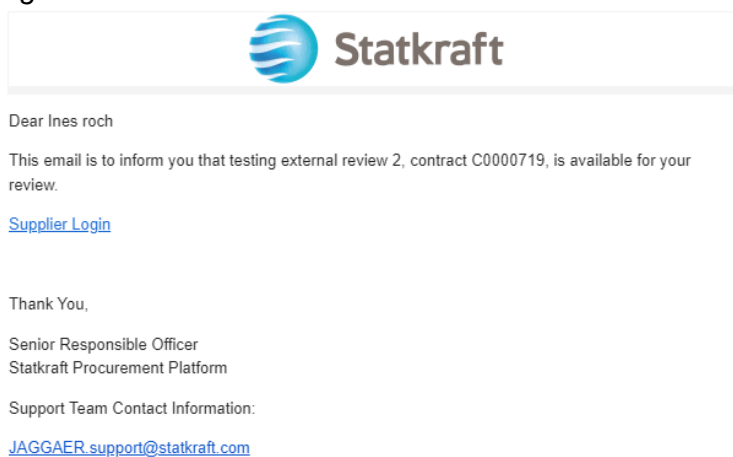 Statkraft
Dear Ines roch
This email is to inform you that testing external review 2, contract C0000719, is available for your
review.
Supplier Login
Thank You,
Senior Responsible Officer
Statkraft Procurement Platform
Support Team Contact Information:
JAGGAER.support@statkraft.com